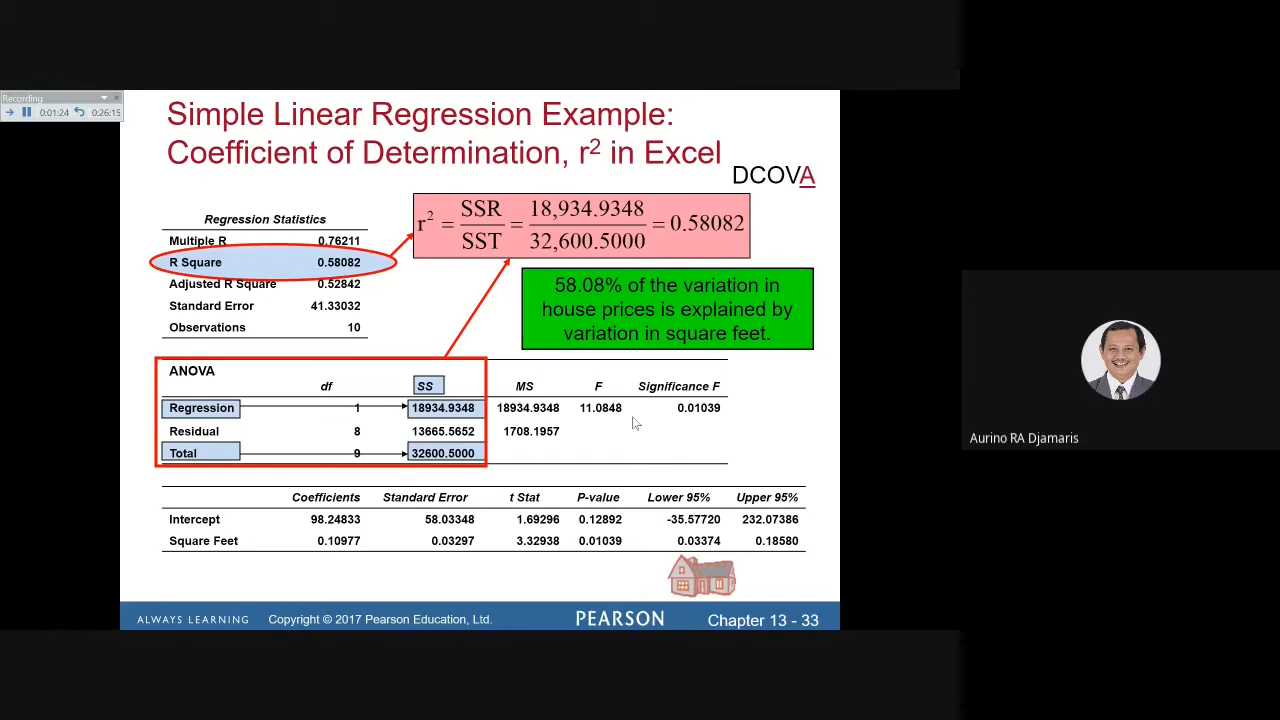 Recording
0:01:24 0:26:15
Simple Linear Regression Example:
Coefficient of Determination, r² in Excel
DCOVA
Regression Statistics
Multiple R 0.76211
R Square 0.58082
Adjusted R Square 0.52842
Standard Error 41.33032
Observations 10
r² = SSR/SST = 18,934.9348/32,600.5000 = 0.58082
58.08% of the variation in
house prices is explained by
variation in square feet.
ANOVA
df SS MS F Significance F
Regression 1 18934.9348 18934.9348 11.0848 0.01039
Residual 8 13665.5652 1708.1957
Total 9 32600.5000
Coefficients Standard Error t Stat P-value Lower 95% Upper 95%
Intercept 98.24833 58.03348 1.69296 0.12892 -35.57720 232.07386
Square Feet 0.10977 0.03297 3.32938 0.01039 0.03374 0.18580
ALWAYS LEARNING Copyright © 2017 Pearson Education, Ltd. PEARSON Chapter 13 - 33
Aurino RA Djamaris